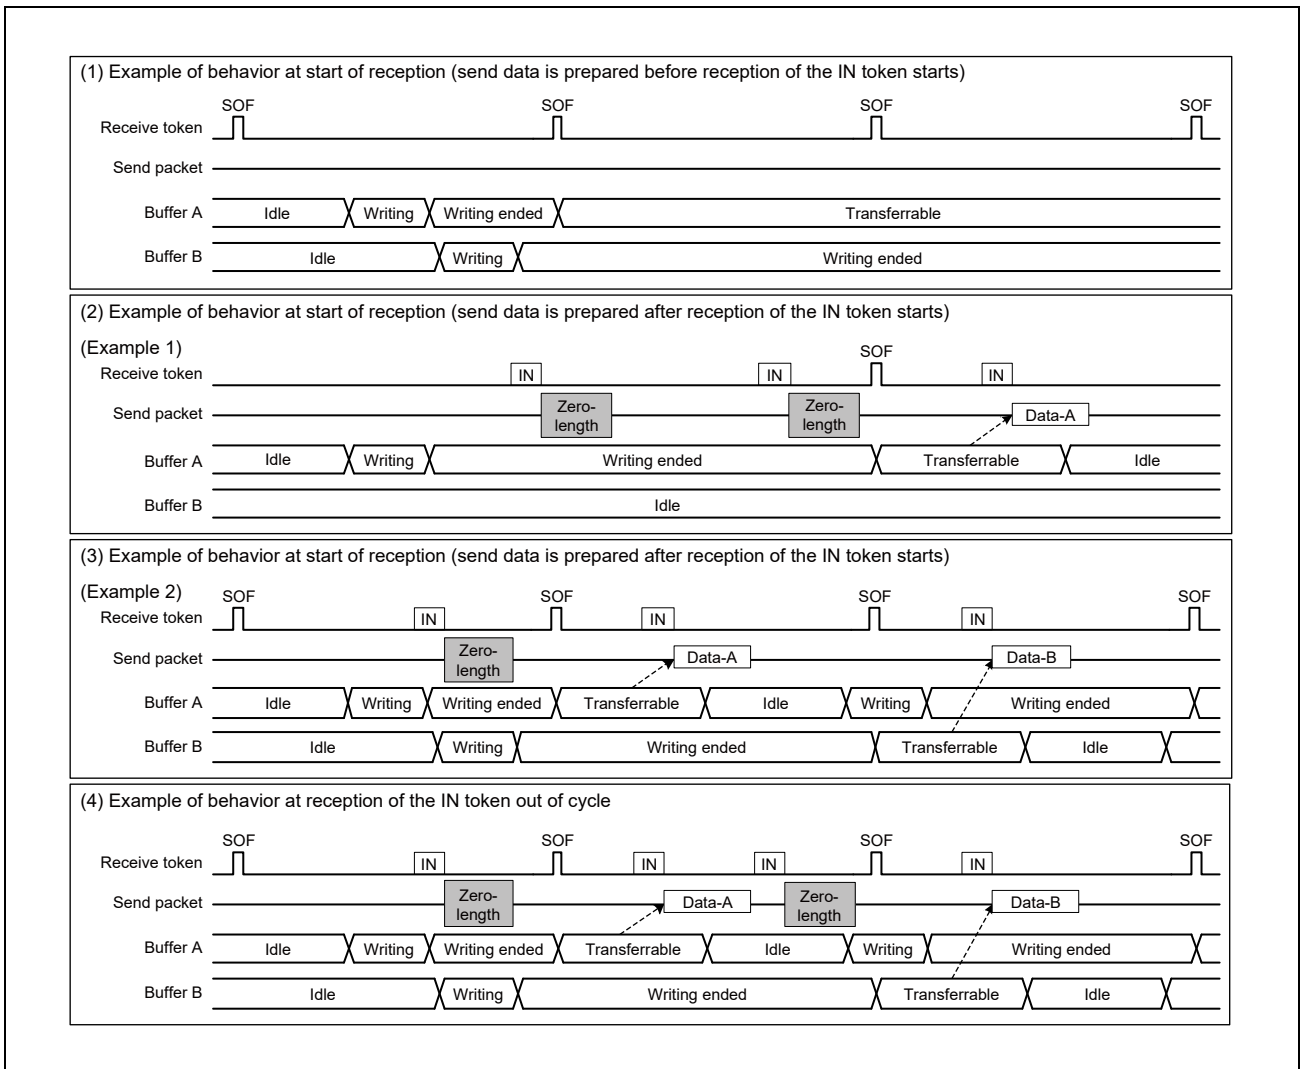 (1) Example of behavior at start of reception (send data is prepared before reception of the IN token starts)
SOF SOF SOF SOF
Receive token
Send packet
Buffer A Idle Writing Writing ended Transferrable
Buffer B Idle Writing Writing ended
(2) Example of behavior at start of reception (send data is prepared after reception of the IN token starts)
(Example 1)
SOF
Receive token IN IN IN
Send packet Zero-length Zero-length Data-A
Buffer A Idle Writing Writing ended Transferrable Idle
Buffer B Idle
(3) Example of behavior at start of reception (send data is prepared after reception of the IN token starts)
(Example 2) SOF SOF SOF SOF
Receive token IN IN IN
Send packet Zero-length Data-A Data-B
Buffer A Idle Writing Writing ended Transferrable Idle Writing Writing ended
Buffer B Idle Writing Writing ended Transferrable Idle
(4) Example of behavior at reception of the IN token out of cycle
SOF SOF SOF SOF
Receive token IN IN IN IN
Send packet Zero-length Data-A Zero-length Data-B
Buffer A Idle Writing Writing ended Transferrable Idle Writing Writing ended
Buffer B Idle Writing Writing ended Transferrable Idle